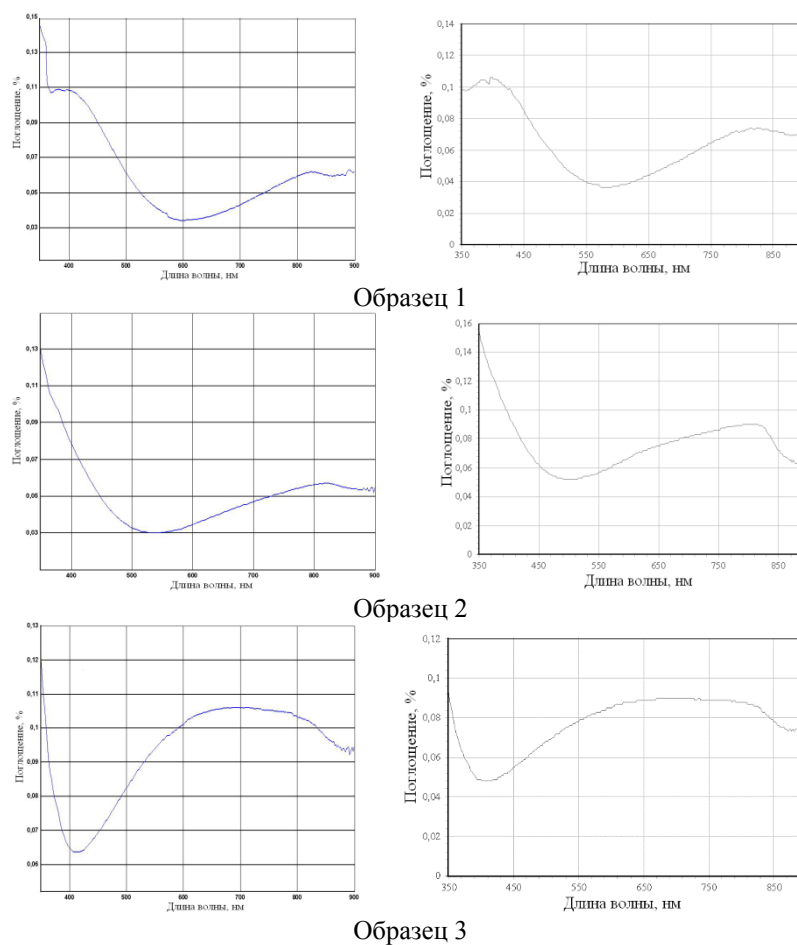 Поглощение, %
0,15
0,13
0,11
0,07
0,05
0,03
400 500 600 700 800 900
Длина волны, нм
Поглощение, %
0,14
0,12
0,1
0,08
0,06
0,04
0,02
0
350 450 550 650 750 850
Длина волны, нм
Образец 1
Поглощение, %
0,13
0,11
0,09
0,07
0,05
0,03
400 500 600 700 800 900
Длина волны, нм
Поглощение, %
0,16
0,14
0,12
0,1
0,08
0,06
0,04
0,02
0
350 450 550 650 750 850
Длина волны, нм
Образец 2
Поглощение, %
0,13
0,12
0,11
0,1
0,09
0,08
0,07
0,06
400 500 600 700 800 900
Длина волны, нм
Поглощение, %
0,12
0,1
0,08
0,06
0,04
0,02
0
350 450 550 650 750 850
Длина волны, нм
Образец 3